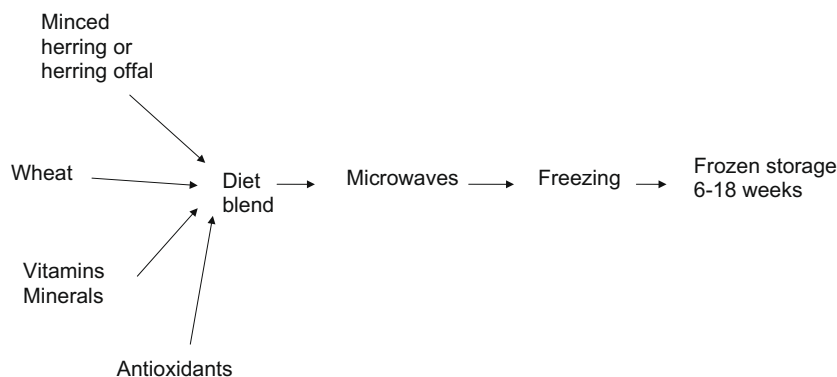 Minced
herring or
herring offal
Wheat
Diet
blend
Microwaves
Freezing
Frozen storage
6-18 weeks
Vitamins
Minerals
Antioxidants